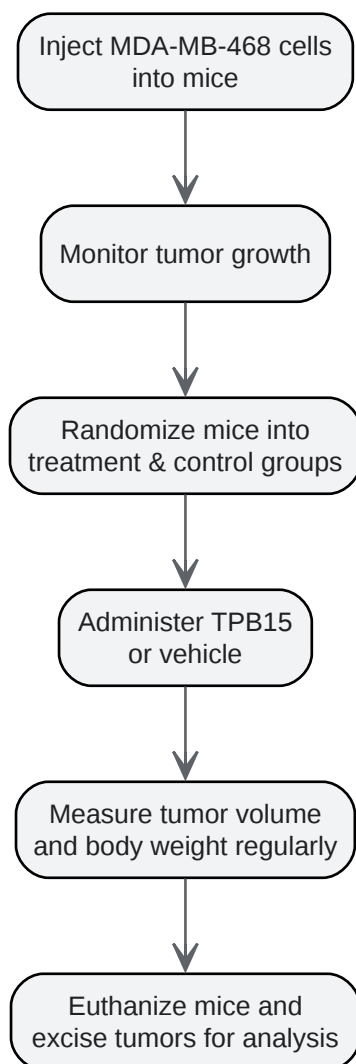 Inject MDA-MB-468 cells
into mice
Monitor tumor growth
Randomize mice into
treatment & control groups
Administer TPB15
or vehicle
Measure tumor volume
and body weight regularly
Euthanize mice and
excise tumors for analysis